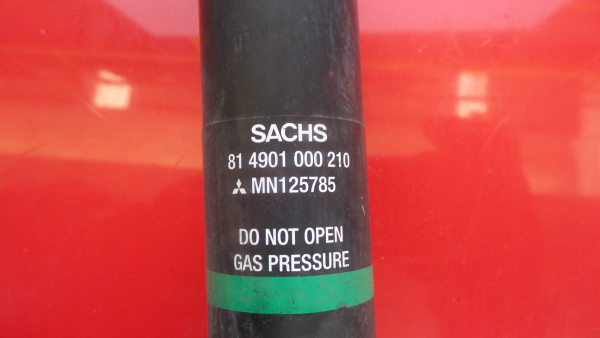 SACHS
81 4901 000 210
MN125785
DO NOT OPEN
GAS PRESSURE